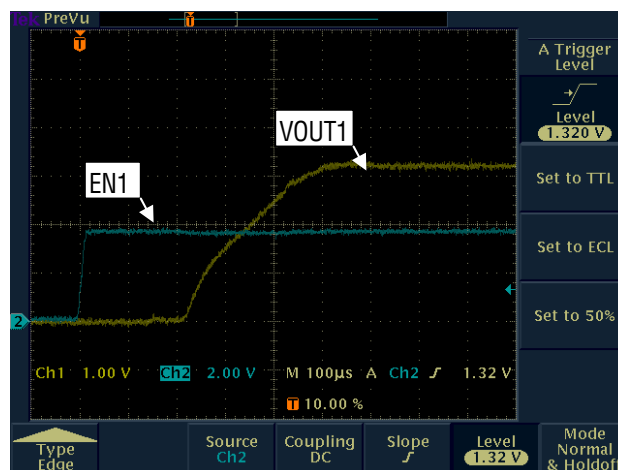 Tek PreVu
T
T
A Trigger
Level
Level
1.320 V
VOUT1
EN1
Set to TTL
Set to ECL
Set to 50%
2
Ch1 1.00 V Ch2 2.00 V M 100µs A Ch2 1.32 V
T 10.00 %
Type
Edge
Source
Ch2
Coupling
DC
Slope
Level
1.32 V
Mode
Normal
& Holdoff